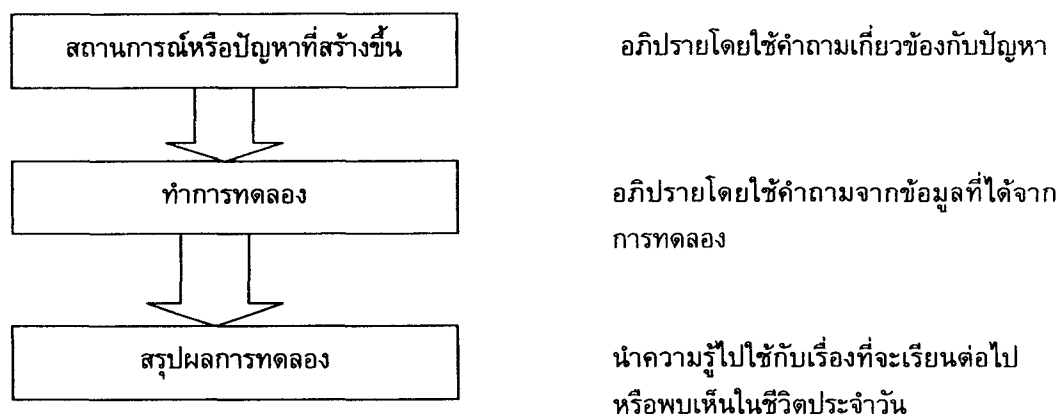 สถานการณ์หรือปัญหาที่สร้างขึ้น
อภิปรายโดยใช้คำถามเกี่ยวข้องกับปัญหา
ทำการทดลอง
อภิปรายโดยใช้คำถามจากข้อมูลที่ได้จาก
การทดลอง
สรุปผลการทดลอง
นำความรู้ไปใช้กับเรื่องที่จะเรียนต่อไป
หรือพบเห็นในชีวิตประจำวัน